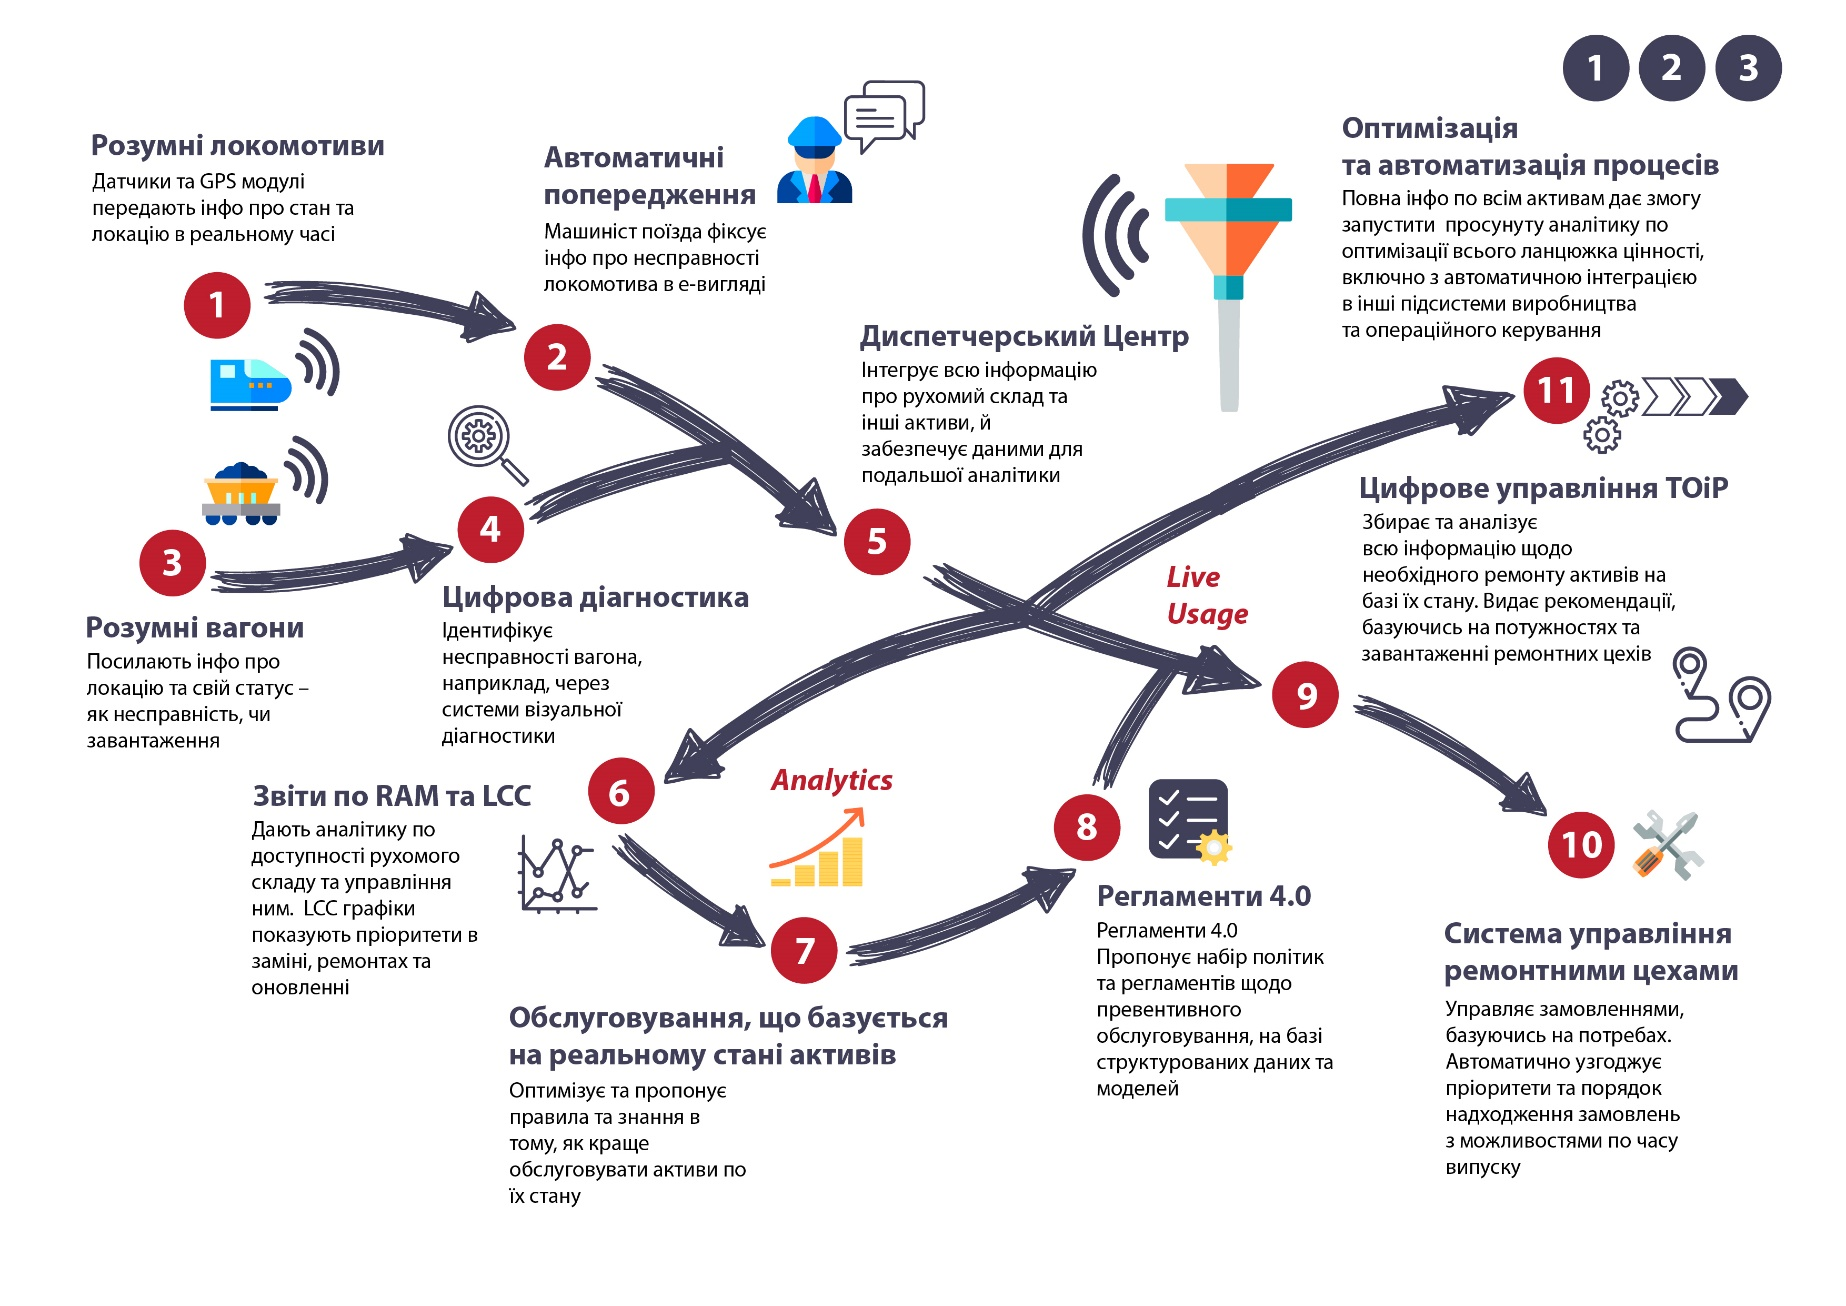 1 2 3
Розумні локомотиви
Датчики та GPS модулі
передають інфо про стан та
локацію в реальному часі
1
Автоматичні
попередження
Машиніст поїзда фіксує
інфо про несправності
локомотива в е-вигляді
2
3
Розумні вагони
Посилають інфо про
локацію та свій статус –
як несправність, чи
завантаження
4
Цифрова діагностика
Ідентифікує
несправності вагона,
наприклад, через
системи візуальної
діагностики
Диспетчерський Центр
Інтегрує всю інформацію
про рухомий склад та
інші активи, й
забезпечує даними для
подальшої аналітики
5
6
Звіти по RAM та LCC
Дають аналітику по
доступності рухомого
складу та управління
ним.  LCC графіки
показують пріоритети в
заміні, ремонтах та
оновленні
Analytics
7
Обслуговування, що базується
на реальному стані активів
Оптимізує та пропонує
правила та знання в
тому, як краще
обслуговувати активи по
їх стану
8
Регламенти 4.0
Регламенти 4.0
Пропонує набір політик
та регламентів щодо
превентивного
обслуговування, на базі
структурованих даних та
моделей
Live
Usage
9
Цифрове управління TOiP
Збирає та аналізує
всю інформацію щодо
необхідного ремонту активів на
базі їх стану. Видає рекомендації,
базуючись на потужностях та
завантаженні ремонтних цехів
10
Система управління
ремонтними цехами
Управляє замовленнями,
базуючись на потребах.
Автоматично узгоджує
пріоритети та порядок
надходження замовлень
з можливостями по часу
випуску
Оптимізація
та автоматизація процесів
Повна інфо по всім активам дає змогу
запустити  просунуту аналітику по
оптимізації всього ланцюжка цінності,
включно з автоматичною інтеграцією
в інші підсистеми виробництва
та операційного керування
11